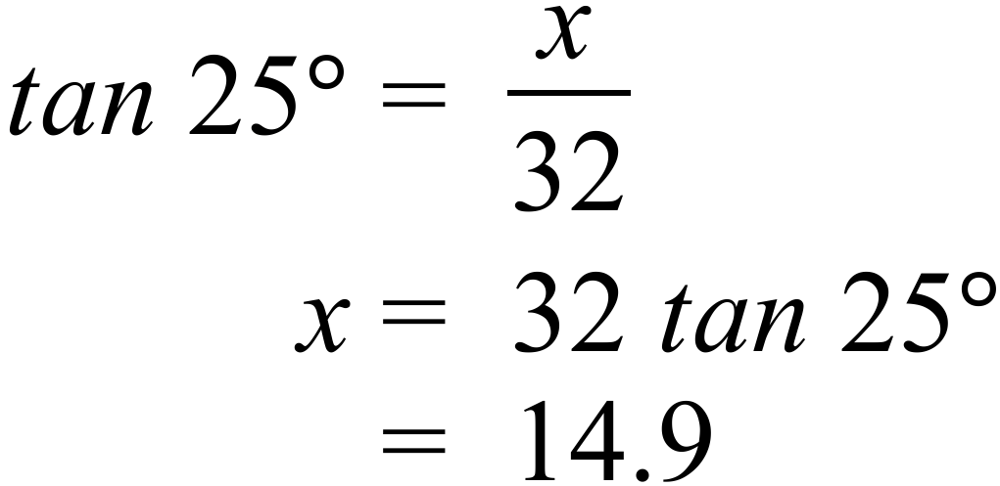 tan 25° = x/32
x = 32 tan 25°
= 14.9